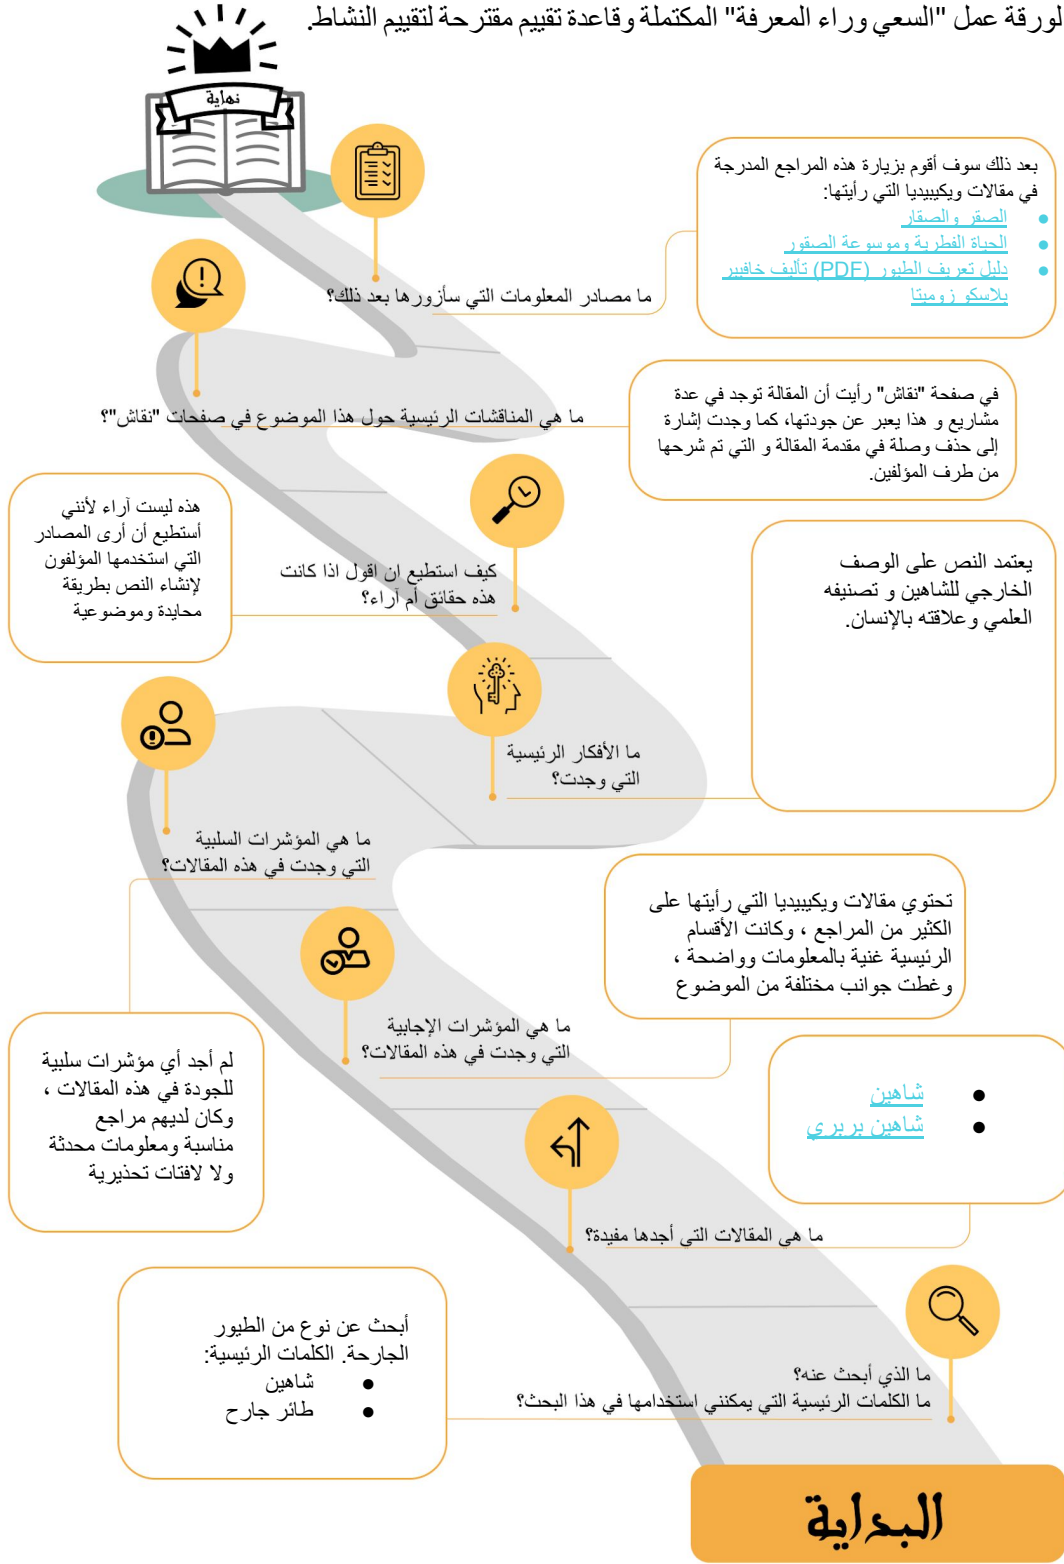 لورقة عمل "السعي وراء المعرفة" المكتملة وقاعدة تقييم مقترحة لتقييم النشاط.
نهاية
بعد ذلك سوف أقوم بزيارة هذه المراجع المدرجة
في مقالات ويكيبيديا التي رأيتها:
● الصقر والصقار
● الحياة الفطرية وموسوعة الصقور
● دليل تعريف الطيور (PDF) تأليف خافيير
بلاسكو زوميتا
ما مصادر المعلومات التي سأزورها بعد ذلك؟
في صفحة "نقاش" رأيت أن المقالة توجد في عدة
مشاريع، و هذا يعبر عن جودتها، كما وجدت إشارة
إلى حذف وصلة في مقدمة المقالة و التي تم شرحها
من طرف المؤلفين.
ما هي المناقشات الرئيسية حول هذا الموضوع في صفحات "نقاش"؟
هذه ليست آراء لأنني
أستطيع أن أرى المصادر
التي استخدمها المؤلفون
لإنشاء النص بطريقة
محايدة وموضوعية
كيف استطيع ان اقول اذا كانت
هذه حقائق أم آراء؟
يعتمد النص على الوصف
الخارجي للشاهين و تصنيفه
العلمي وعلاقته بالإنسان.
ما الأفكار الرئيسية
التي وجدت؟
ما هي المؤشرات السلبية
التي وجدت في هذه المقالات؟
لم أجد أي مؤشرات سلبية
للجودة في هذه المقالات ،
وكان لديهم مراجع
مناسبة ومعلومات محدثة
ولا لافتات تحذيرية
تحتوي مقالات ويكيبيديا التي رأيتها على
الكثير من المراجع ، وكانت الأقسام
الرئيسية غنية بالمعلومات وواضحة ،
وغطت جوانب مختلفة من الموضوع
ما هي المؤشرات الإجابية
التي وجدت في هذه المقالات؟
● شاهين
● شاهين بربري
ما هي المقالات التي أجدها مفيدة؟
أبحث عن نوع من الطيور
الجارحة. الكلمات الرئيسية:
● شاهين
● طائر جارح
ما الذي أبحث عنه؟
ما الكلمات الرئيسية التي يمكنني استخدامها في هذا البحث؟
البداية